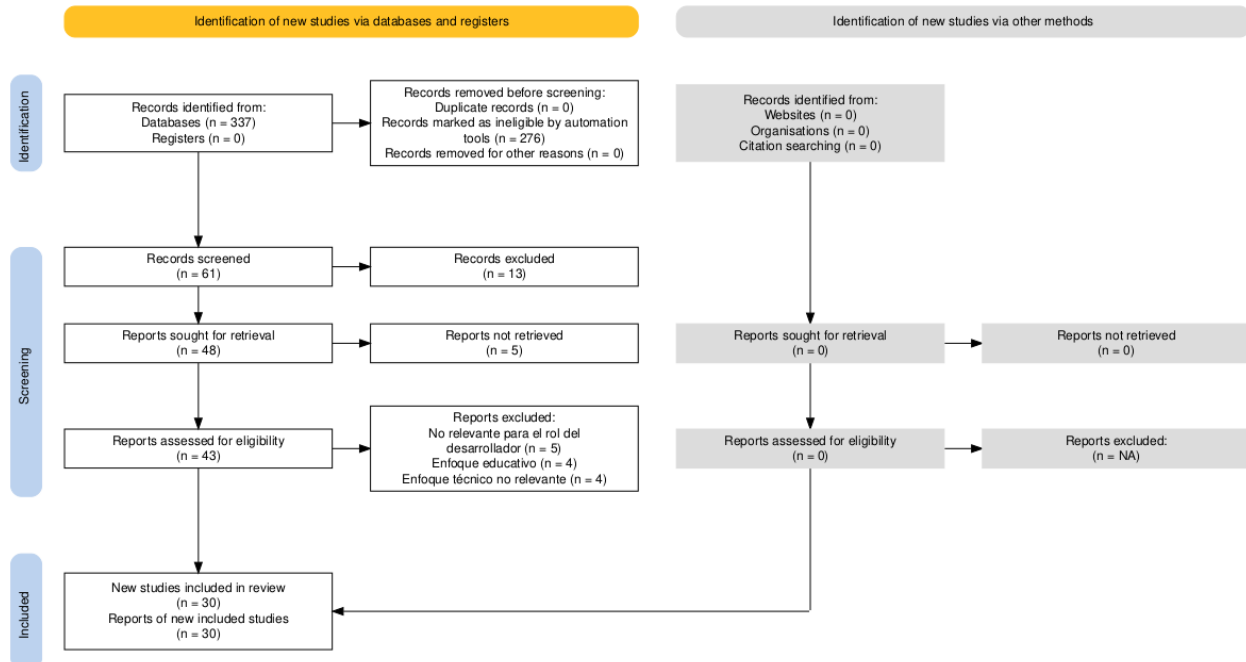 Identification of new studies via databases and registers
Identification of new studies via other methods
Identification
Records identified from:
Databases (n = 337)
Registers (n = 0)
Records removed before screening:
Duplicate records (n = 0)
Records marked as ineligible by automation
tools (n = 276)
Records removed for other reasons (n = 0)
Records identified from:
Websites (n = 0)
Organisations (n = 0)
Citation searching (n = 0)
Screening
Records screened
(n = 61)
Records excluded
(n = 13)
Reports sought for retrieval
(n = 48)
Reports not retrieved
(n = 5)
Reports sought for retrieval
(n = 0)
Reports not retrieved
(n = 0)
Reports assessed for eligibility
(n = 43)
Reports excluded:
No relevante para el rol del
desarrollador (n = 5)
Enfoque educativo (n = 4)
Enfoque técnico no relevante (n = 4)
Reports assessed for eligibility
(n = 0)
Reports excluded:
(n = NA)
Included
New studies included in review
(n = 30)
Reports of new included studies
(n = 30)